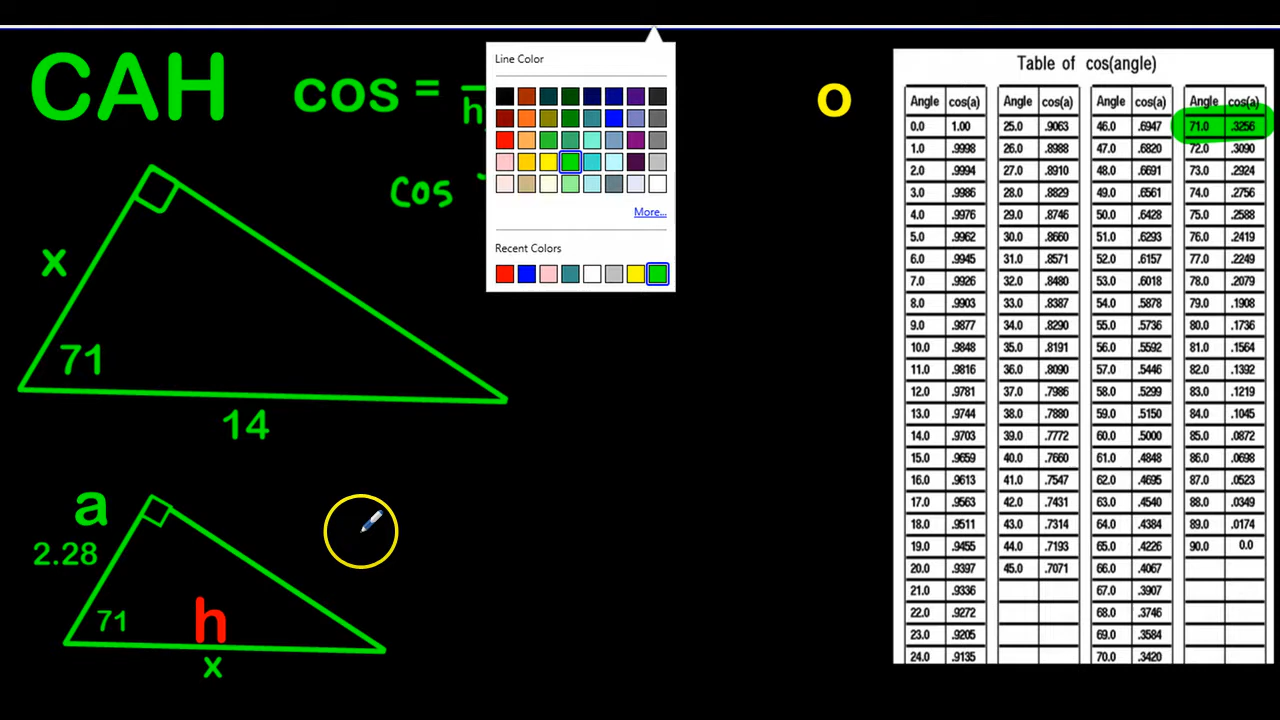 CAH
cos =
h
cos
x
71
14
a
2.28
71
h
x
Line Color
More...
Recent Colors
o
Table of cos(angle)
Angle cos(a) Angle cos(a) Angle cos(a) Angle cos(a)
0.0 1.00 25.0 .9063 46.0 .6947 71.0 .3256
1.0 .9998 26.0 .8988 47.0 .6820 72.0 .3090
2.0 .9994 27.0 .8910 48.0 .6691 73.0 .2924
3.0 .9986 28.0 .8829 49.0 .6561 74.0 .2756
4.0 .9976 29.0 .8746 50.0 .6428 75.0 .2588
5.0 .9962 30.0 .8660 51.0 .6293 76.0 .2419
6.0 .9945 31.0 .8571 52.0 .6157 77.0 .2249
7.0 .9926 32.0 .8480 53.0 .6018 78.0 .2079
8.0 .9903 33.0 .8387 54.0 .5878 79.0 .1908
9.0 .9877 34.0 .8290 55.0 .5736 80.0 .1736
10.0 .9848 35.0 .8191 56.0 .5592 81.0 .1564
11.0 .9816 36.0 .8090 57.0 .5446 82.0 .1392
12.0 .9781 37.0 .7986 58.0 .5299 83.0 .1219
13.0 .9744 38.0 .7880 59.0 .5150 84.0 .1045
14.0 .9703 39.0 .7772 60.0 .5000 85.0 .0872
15.0 .9659 40.0 .7660 61.0 .4848 86.0 .0698
16.0 .9613 41.0 .7547 62.0 .4695 87.0 .0523
17.0 .9563 42.0 .7431 63.0 .4540 88.0 .0349
18.0 .9511 43.0 .7314 64.0 .4384 89.0 .0174
19.0 .9455 44.0 .7193 65.0 .4226 90.0 0.0
20.0 .9397 45.0 .7071 66.0 .4067
21.0 .9336 67.0 .3907
22.0 .9272 68.0 .3746
23.0 .9205 69.0 .3584
24.0 .9135 70.0 .3420